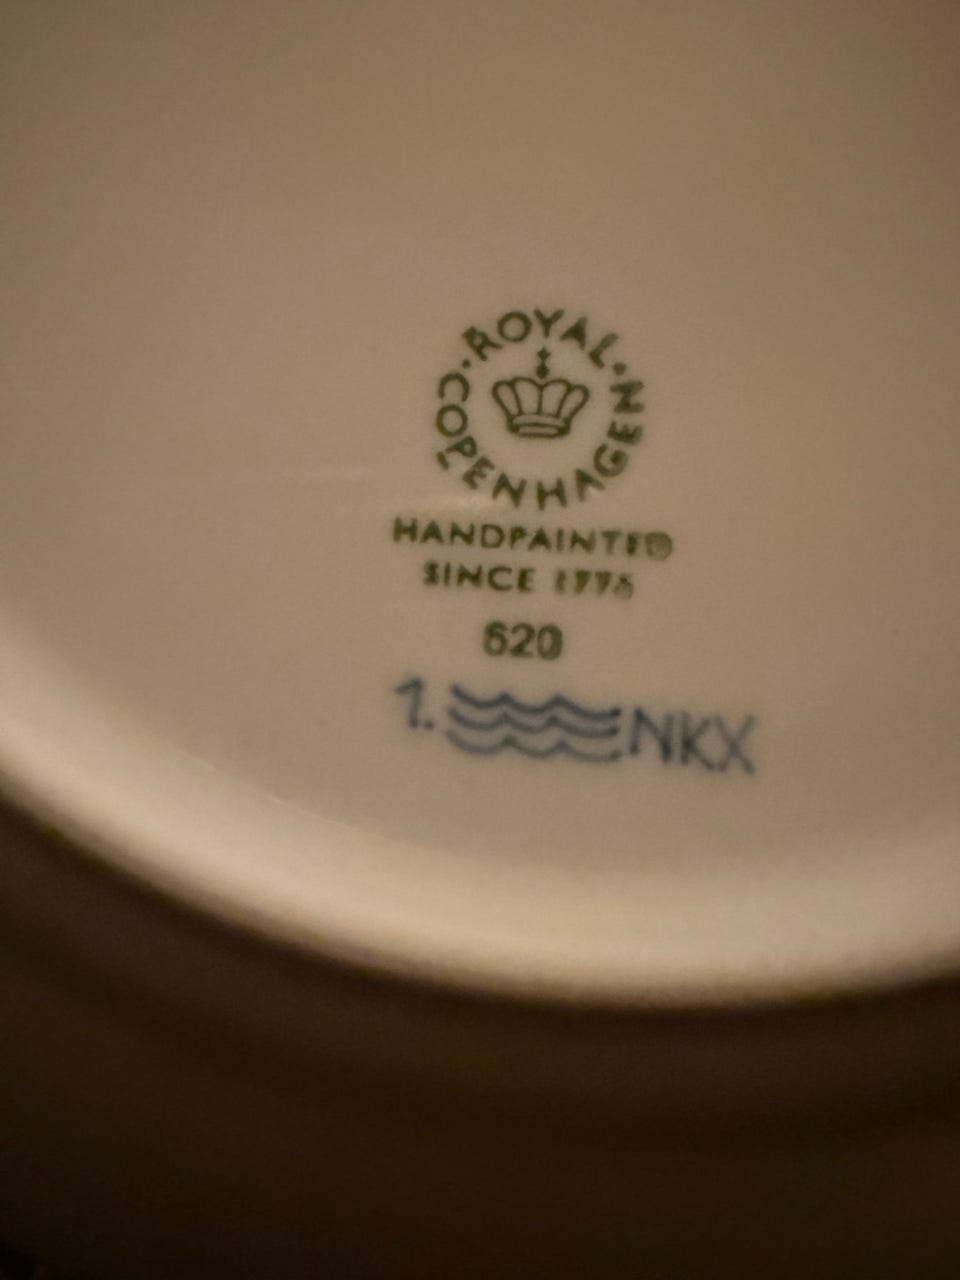 ROYAL · COPENHAGEN ·
HANDPAINTED
SINCE 1775
620
1. NKX